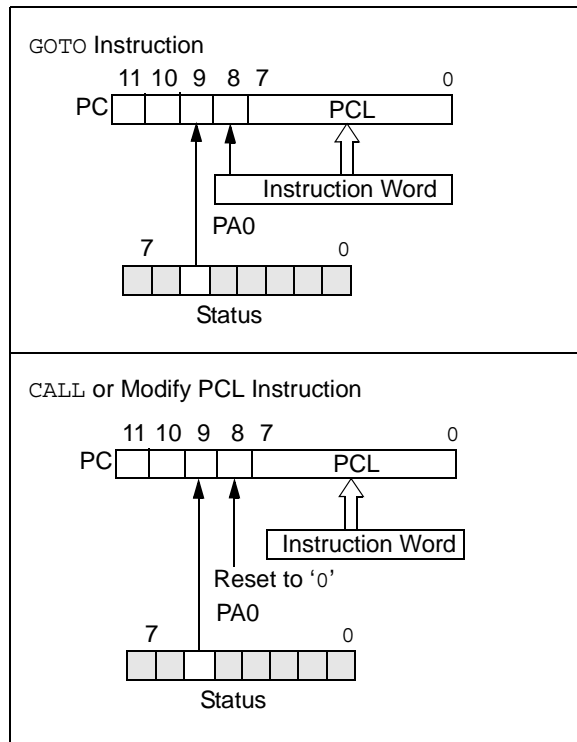 GOTO Instruction
11 10 9 8 7 0
PC PCL
Instruction Word
PA0
7 0
Status
CALL or Modify PCL Instruction
11 10 9 8 7 0
PC PCL
Instruction Word
Reset to ‘0’
PA0
7 0
Status